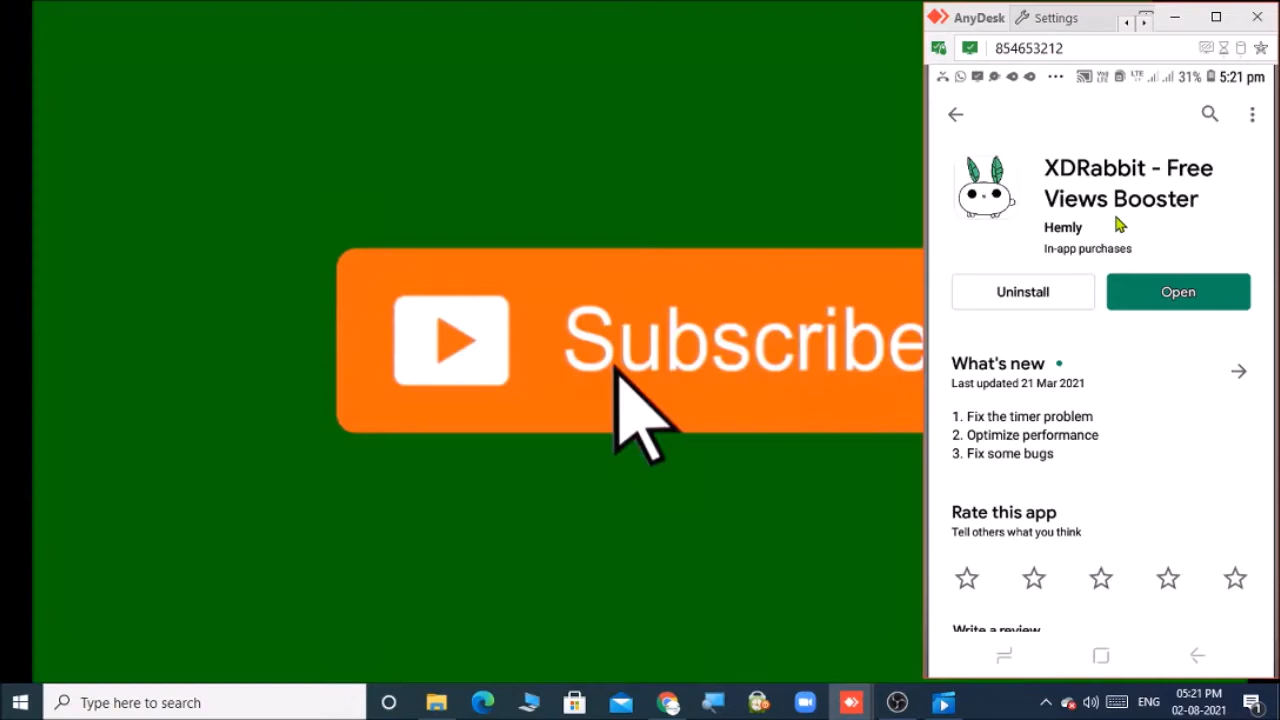 Subscribe
AnyDesk
Settings
854653212
LTE
31%
5:21 pm
XDRabbit - Free
Views Booster
Hemly
In-app purchases
Uninstall
Open
What's new
Last updated 21 Mar 2021
1. Fix the timer problem
2. Optimize performance
3. Fix some bugs
Rate this app
Tell others what you think
Write a review
Type here to search
ENG
05:21 PM
02-08-2021
1